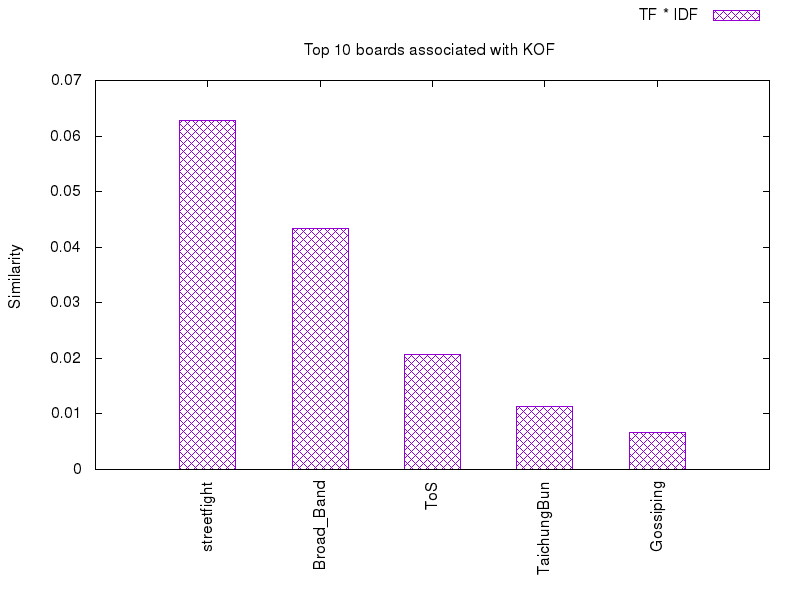 TF * IDF
Top 10 boards associated with KOF
0.07
0.06
0.05
0.04
0.03
0.02
0.01
0
Similarity
streetfight
Broad_Band
ToS
TaichungBun
Gossiping